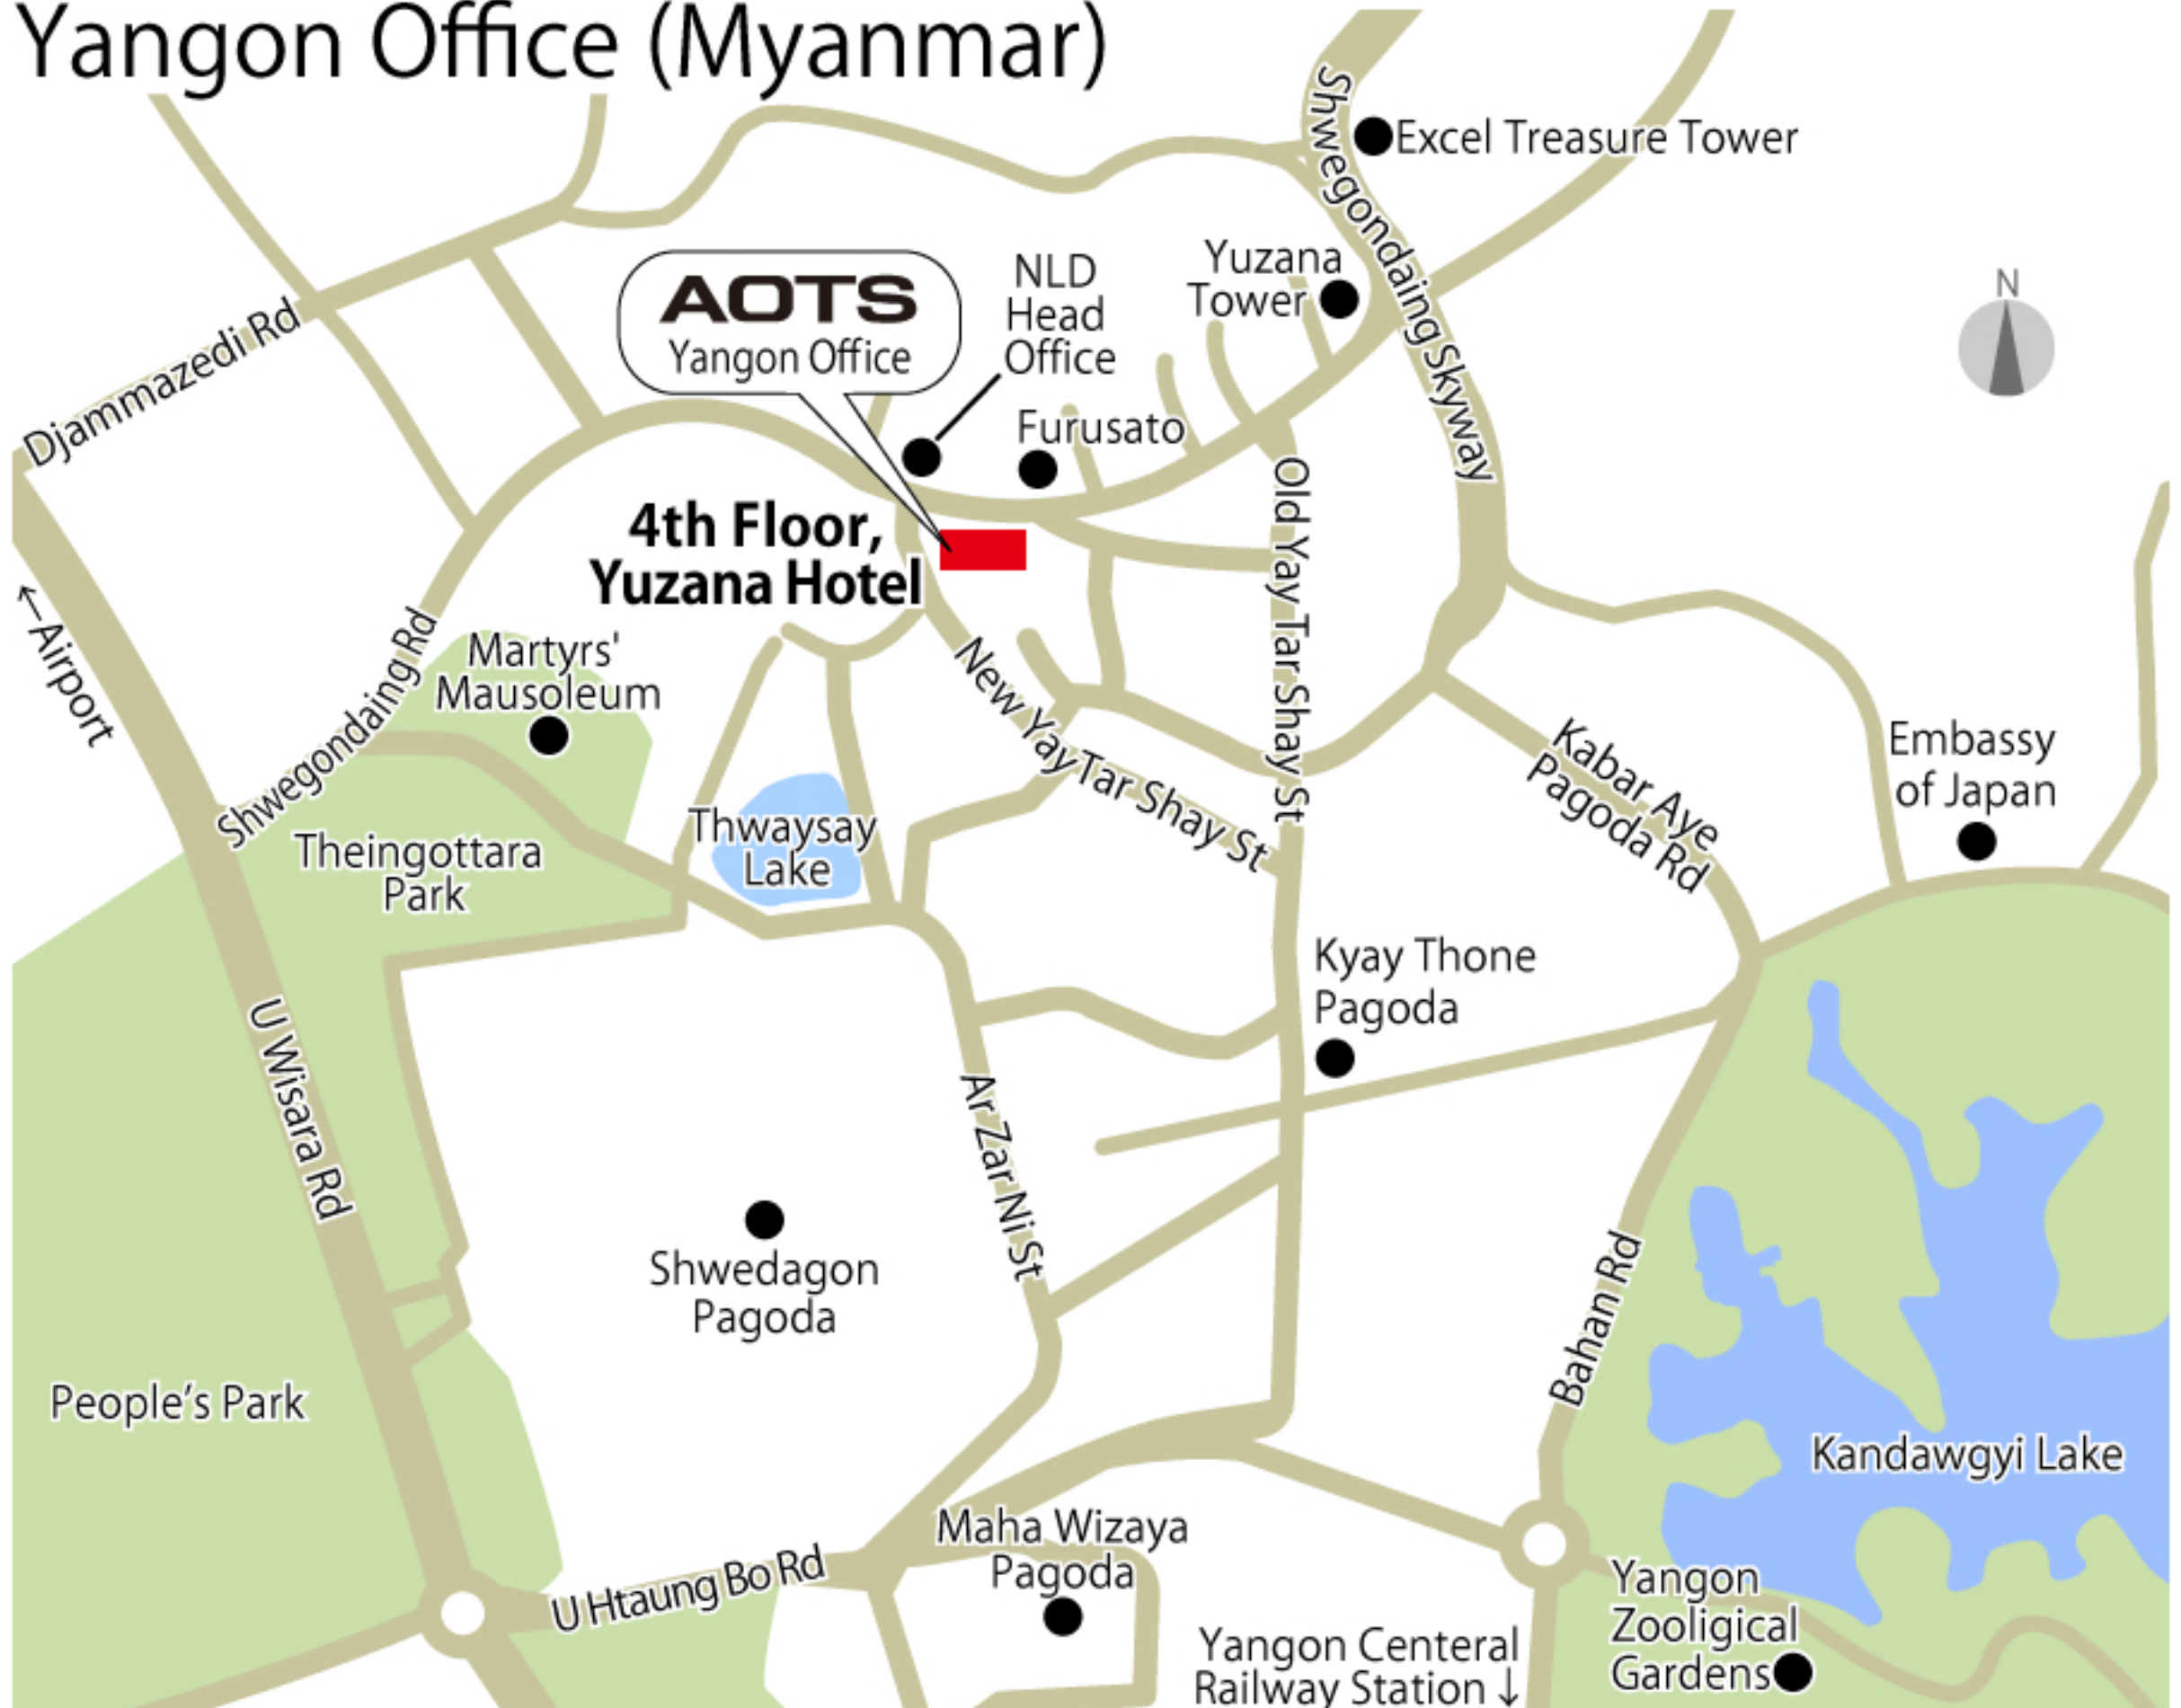 Yangon Office (Myanmar)
Shwegondaing Skyway
Excel Treasure Tower
Djammazedi Rd
AOTS
Yangon Office
NLD
Head
Office
Yuzana
Tower
N
Furusato
4th Floor,
Yuzana Hotel
Old Yay Tar Shay St
←Airport
Shwegondaing Rd
Martyrs'
Mausoleum
New Yay Tar Shay St
Kabar Aye
Pagoda Rd
Embassy
of Japan
Theingottara
Park
Thwaysay
Lake
Kyay Thone
Pagoda
U Wisara Rd
Ar Zar Ni St
Shwedagon
Pagoda
Bahan Rd
People's Park
Kandawgyi Lake
U Htaung Bo Rd
Maha Wizaya
Pagoda
Yangon Centeral
Railway Station ↓
Yangon
Zooligical
Gardens